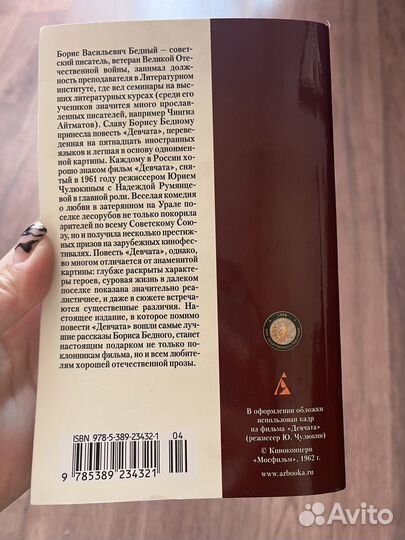 Борис Васильевич Бедный — совет-
ский писатель, ветеран Великой Оте-
чественной войны, занимал долж-
ность преподавателя в Литературном
институте, где вел семинары на выс-
ших литературных курсах (среди его
учеников значится много прославлен-
ных писателей, например Чингиз
Айтматов). Славу Борису Бедному
принесла повесть «Девчата», переве-
денная на пятнадцать иностранных
языков и легшая в основу одноимен-
ной картины. Каждому в России хо-
рошо знаком фильм «Девчата», сня-
тый в 1961 году режиссером Юрием
Чулюкиным с Надеждой Румянце-
вой в главной роли. Веселая комедия
о любви в затерянном на Урале по-
селке лесорубов не только покорила
зрителей по всему Советскому Сою-
зу, но и получила несколько престиж-
ных призов на зарубежных кинофес-
тивалях. Повесть «Девчата», однако,
во многом отличается от знаменитой
картины: глубже раскрыты характе-
ры героев, суровая жизнь в далеком
поселке показана значительно реа-
листичнее, и даже в сюжете встреча-
ются существенные различия. На-
стоящее издание, в которое помимо
повести «Девчата» вошли самые луч-
шие рассказы Бориса Бедного, станет
настоящим подарком не только по-
клонникам фильма, но и всем любите-
лям хорошей отечественной прозы.
ISBN 978-5-389-23432-1
04
9 785389 234321
В оформлении обложки
использован кадр
из фильма «Девчата»
(режиссер Ю. Чулюкин)
© Киноконцерн
«Мосфильм», 1962 г.
www.azbooka.ru
Avito